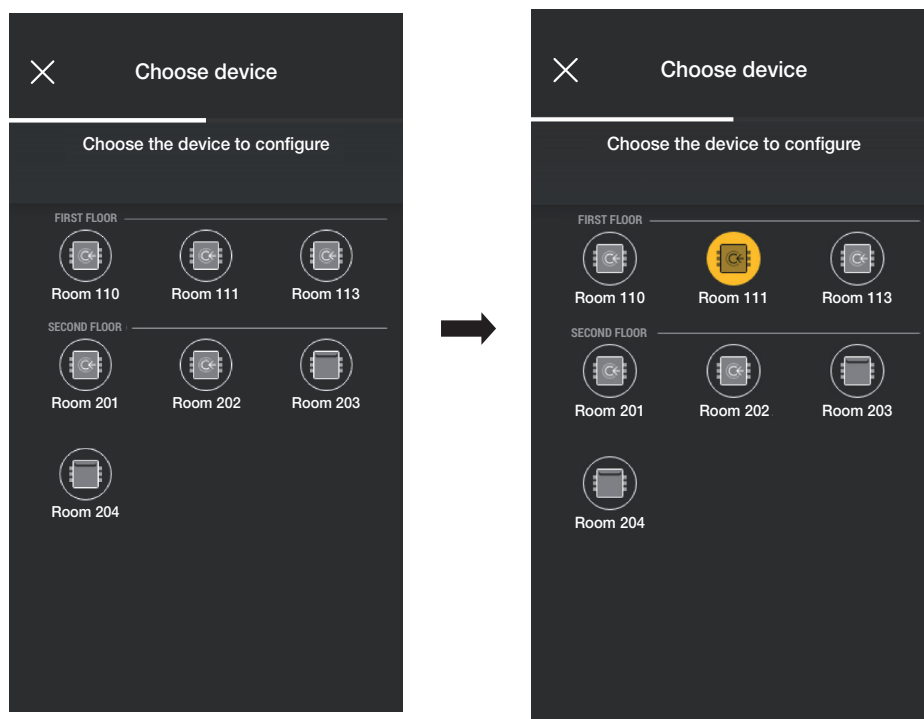 Choose device
Choose the device to configure
FIRST FLOOR
Room 110 Room 111 Room 113
SECOND FLOOR
Room 201 Room 202 Room 203
Room 204
Choose device
Choose the device to configure
FIRST FLOOR
Room 110 Room 111 Room 113
SECOND FLOOR
Room 201 Room 202 Room 203
Room 204